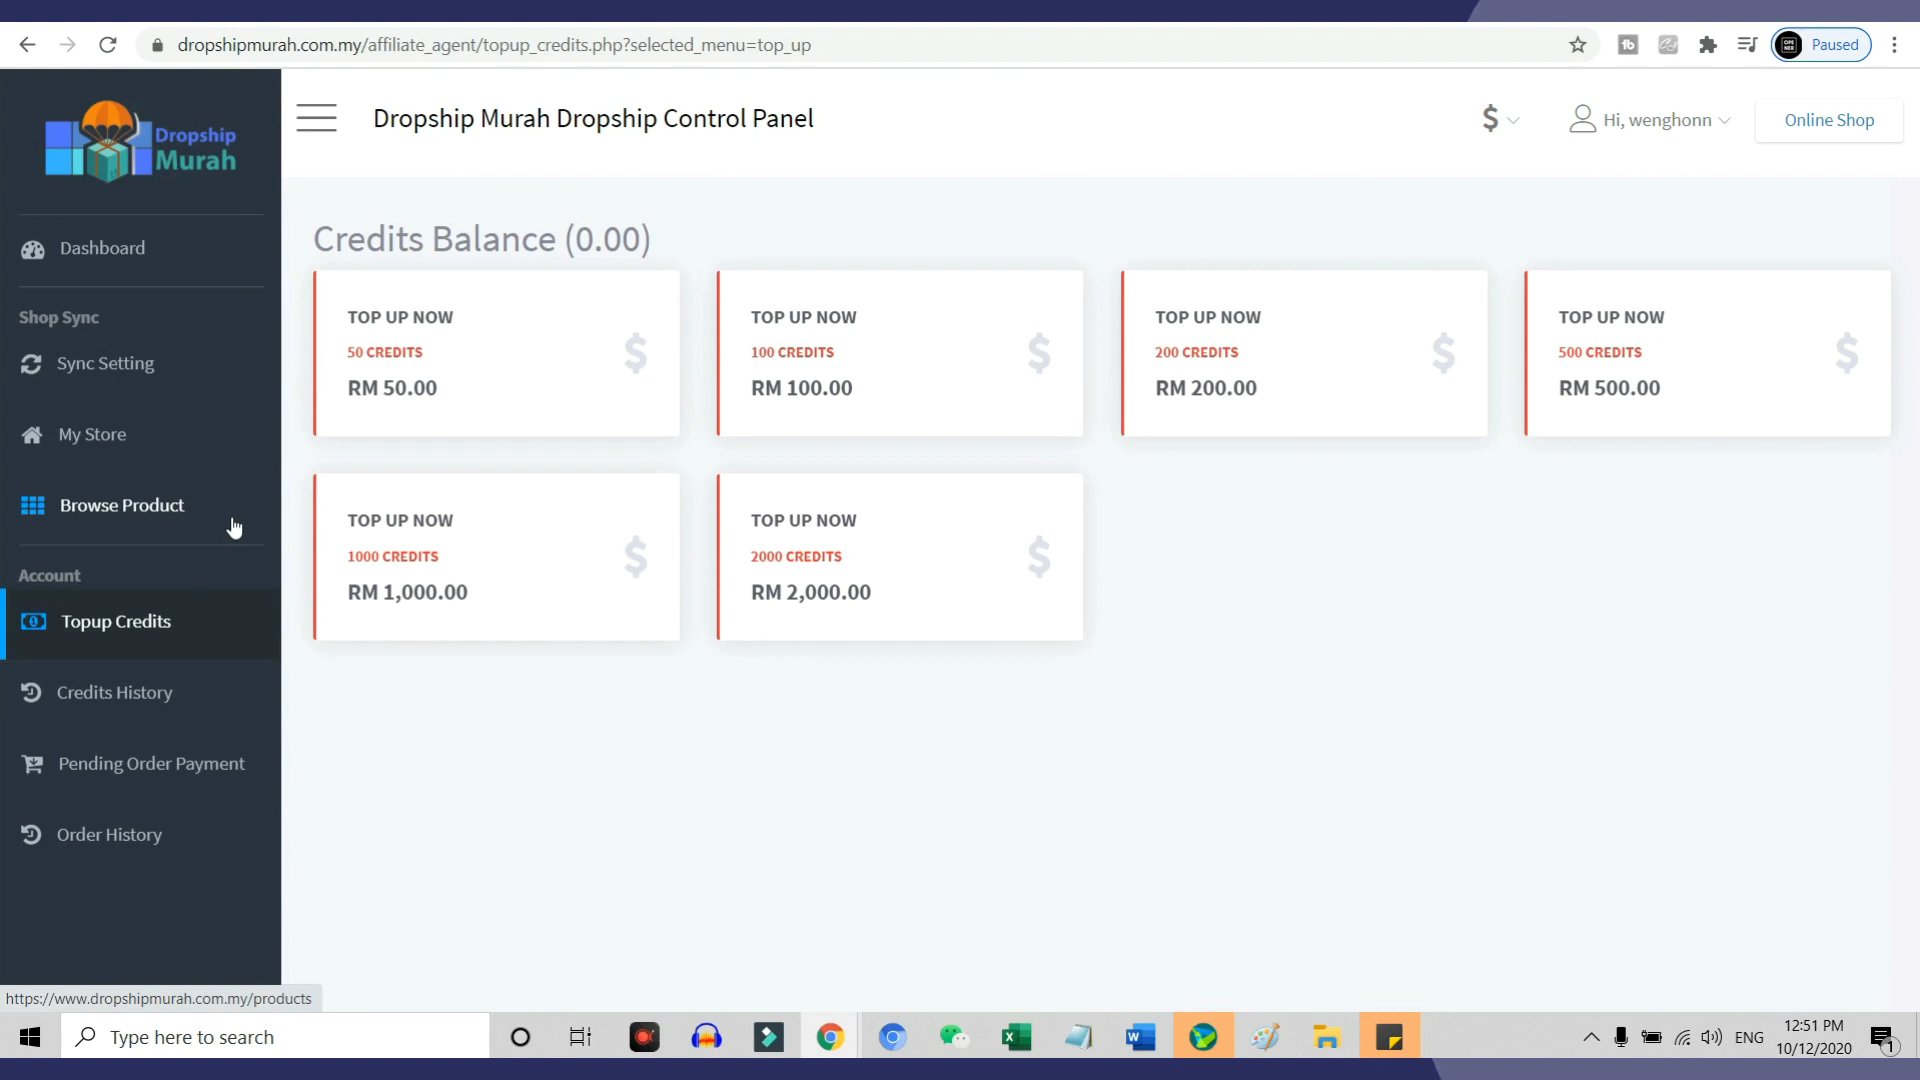 dropshipmurah.com.my/affiliate_agent/topup_credits.php?selected_menu=top_up
Paused
Dropship
Murah
Dropship Murah Dropship Control Panel
$
Hi, wenghonn
Online Shop
Dashboard
Shop Sync
Sync Setting
My Store
Browse Product
Account
Topup Credits
Credits History
Pending Order Payment
Order History
Credits Balance (0.00)
TOP UP NOW
50 CREDITS
RM 50.00
$
TOP UP NOW
100 CREDITS
RM 100.00
$
TOP UP NOW
200 CREDITS
RM 200.00
$
TOP UP NOW
500 CREDITS
RM 500.00
$
TOP UP NOW
1000 CREDITS
RM 1,000.00
$
TOP UP NOW
2000 CREDITS
RM 2,000.00
$
https://www.dropshipmurah.com.my/products
Type here to search
ENG
12:51 PM
10/12/2020
1